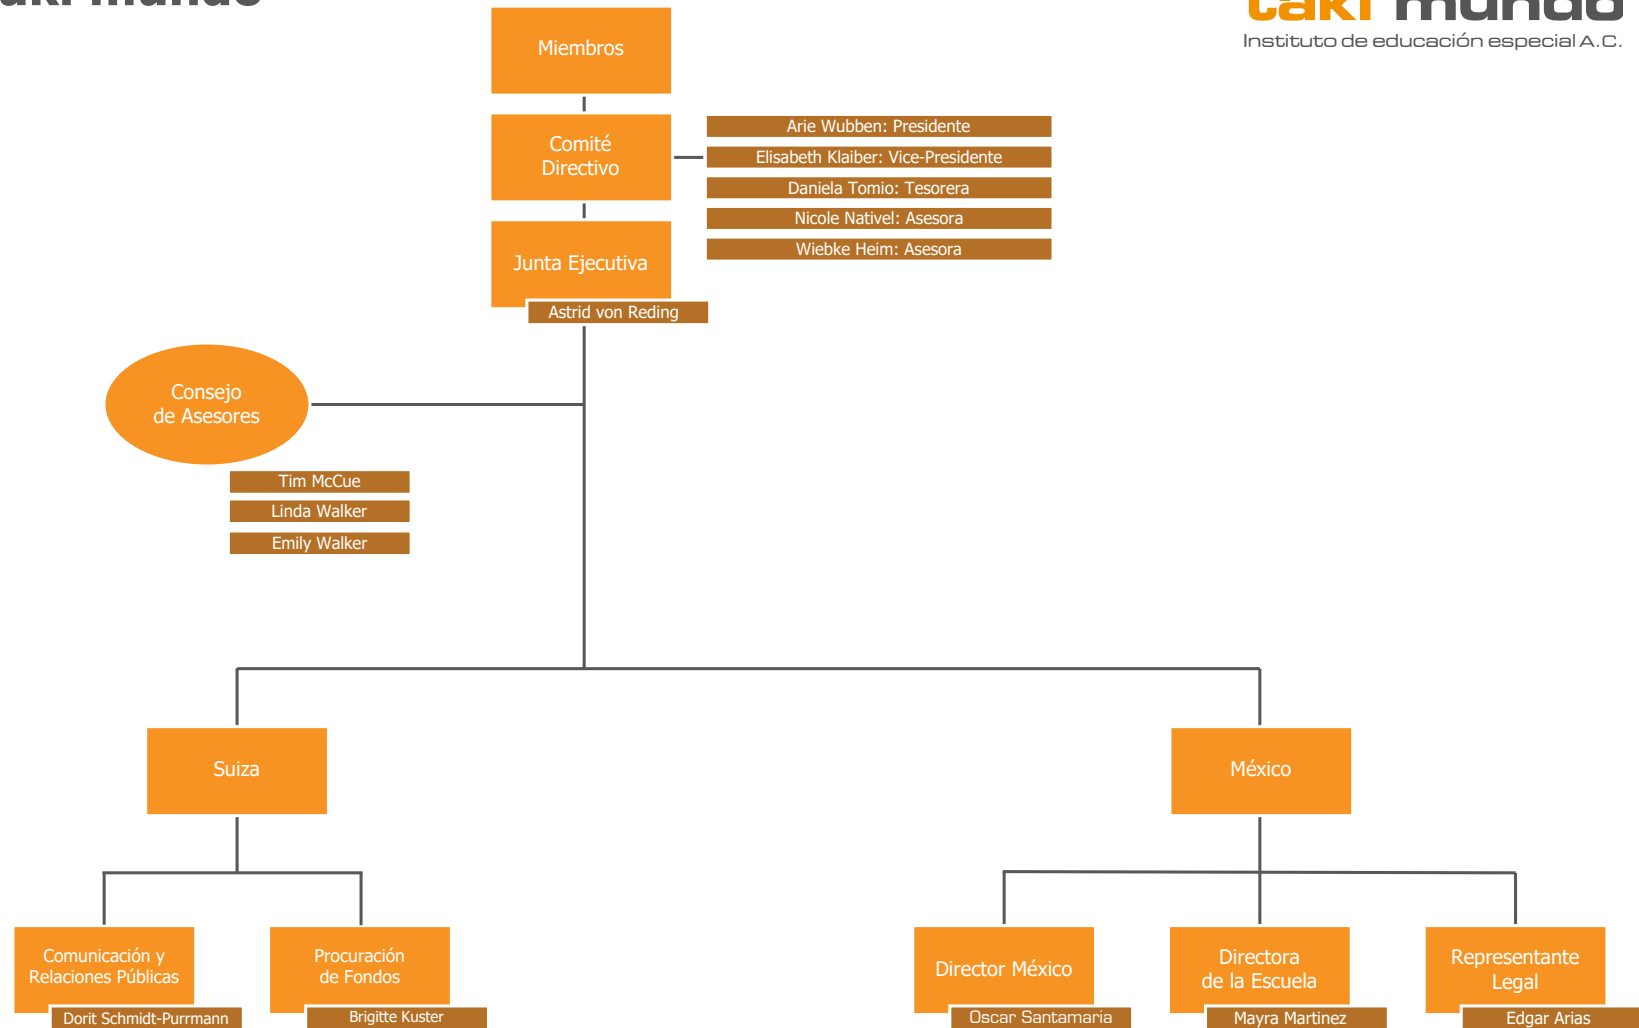 taki mundo
Instituto de educación especial A.C.
Miembros
Comité
Directivo
Arie Wubben: Presidente
Elisabeth Klaiber: Vice-Presidente
Daniela Tomio: Tesorera
Nicole Nativel: Asesora
Wiebke Heim: Asesora
Junta Ejecutiva
Astrid von Reding
Consejo
de Asesores
Tim McCue
Linda Walker
Emily Walker
Suiza
México
Comunicación y
Relaciones Públicas
Dorit Schmidt-Purrmann
Procuración
de Fondos
Brigitte Kuster
Director México
Oscar Santamaria
Directora
de la Escuela
Mayra Martinez
Representante
Legal
Edgar Arias